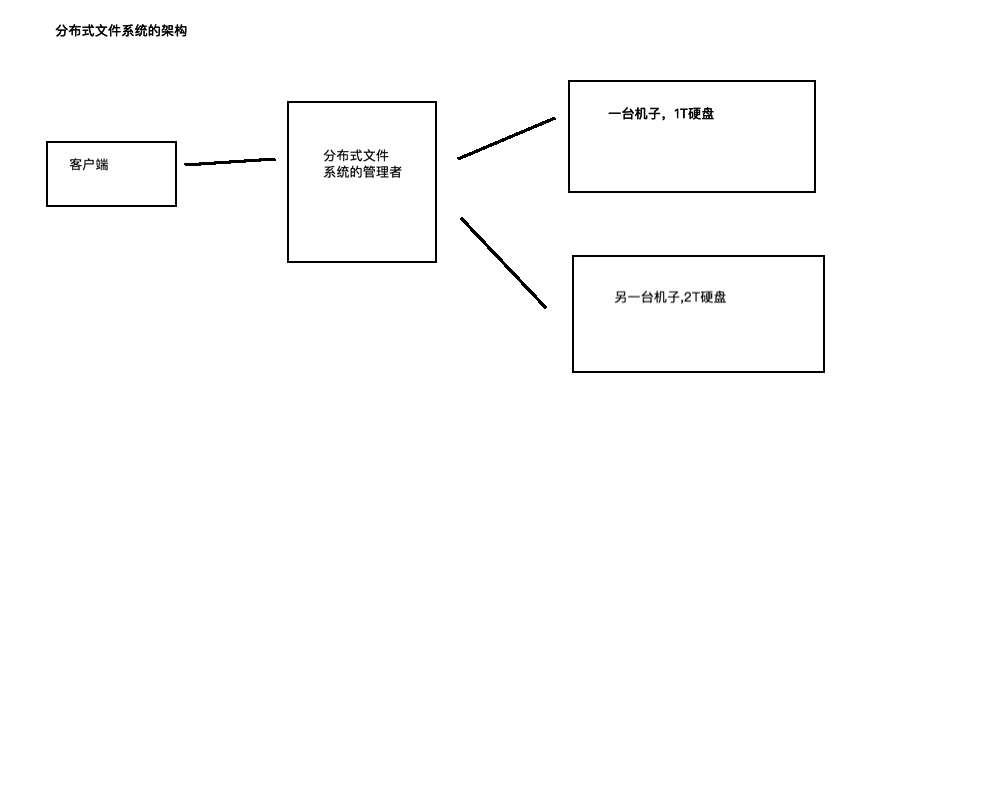 分布式文件系统的架构
一台机子，1T硬盘
客户端
分布式文件
系统的管理者
另一台机子,2T硬盘